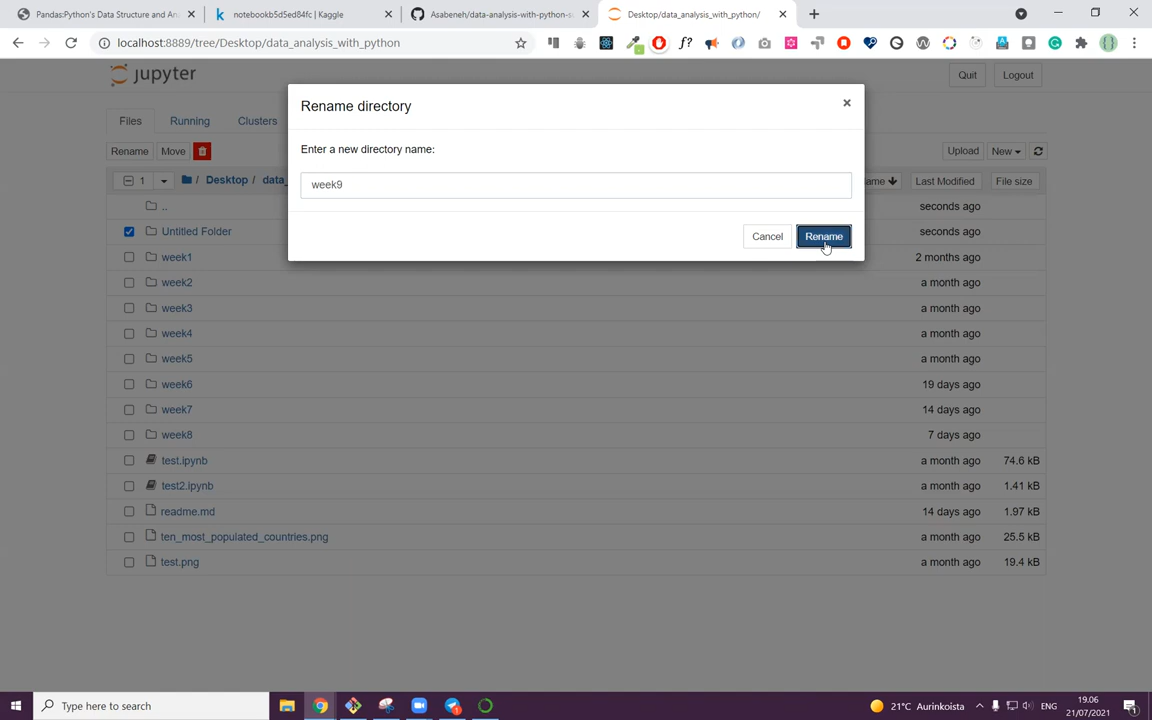 Pandas:Python's Data Structure and An
notebookb5d5ed84fc | Kaggle
Asabeneh/data-analysis-with-python-su
Desktop/data_analysis_with_python/
localhost:8889/tree/Desktop/data_analysis_with_python
f?
jupyter
Quit
Logout
Rename directory
Files
Running
Clusters
Enter a new directory name:
Rename
Move
Upload
New
1
/ Desktop / data_
ame
Last Modified
File size
week9
..
seconds ago
Cancel
Rename
Untitled Folder
seconds ago
week1
2 months ago
week2
a month ago
week3
a month ago
week4
a month ago
week5
a month ago
week6
19 days ago
week7
14 days ago
week8
7 days ago
test.ipynb
a month ago
74.6 kB
test2.ipynb
a month ago
1.41 kB
readme.md
14 days ago
1.97 kB
ten_most_populated_countries.png
a month ago
25.5 kB
test.png
a month ago
19.4 kB
Type here to search
21°C Aurinkoista
ENG
19.06
21/07/2021